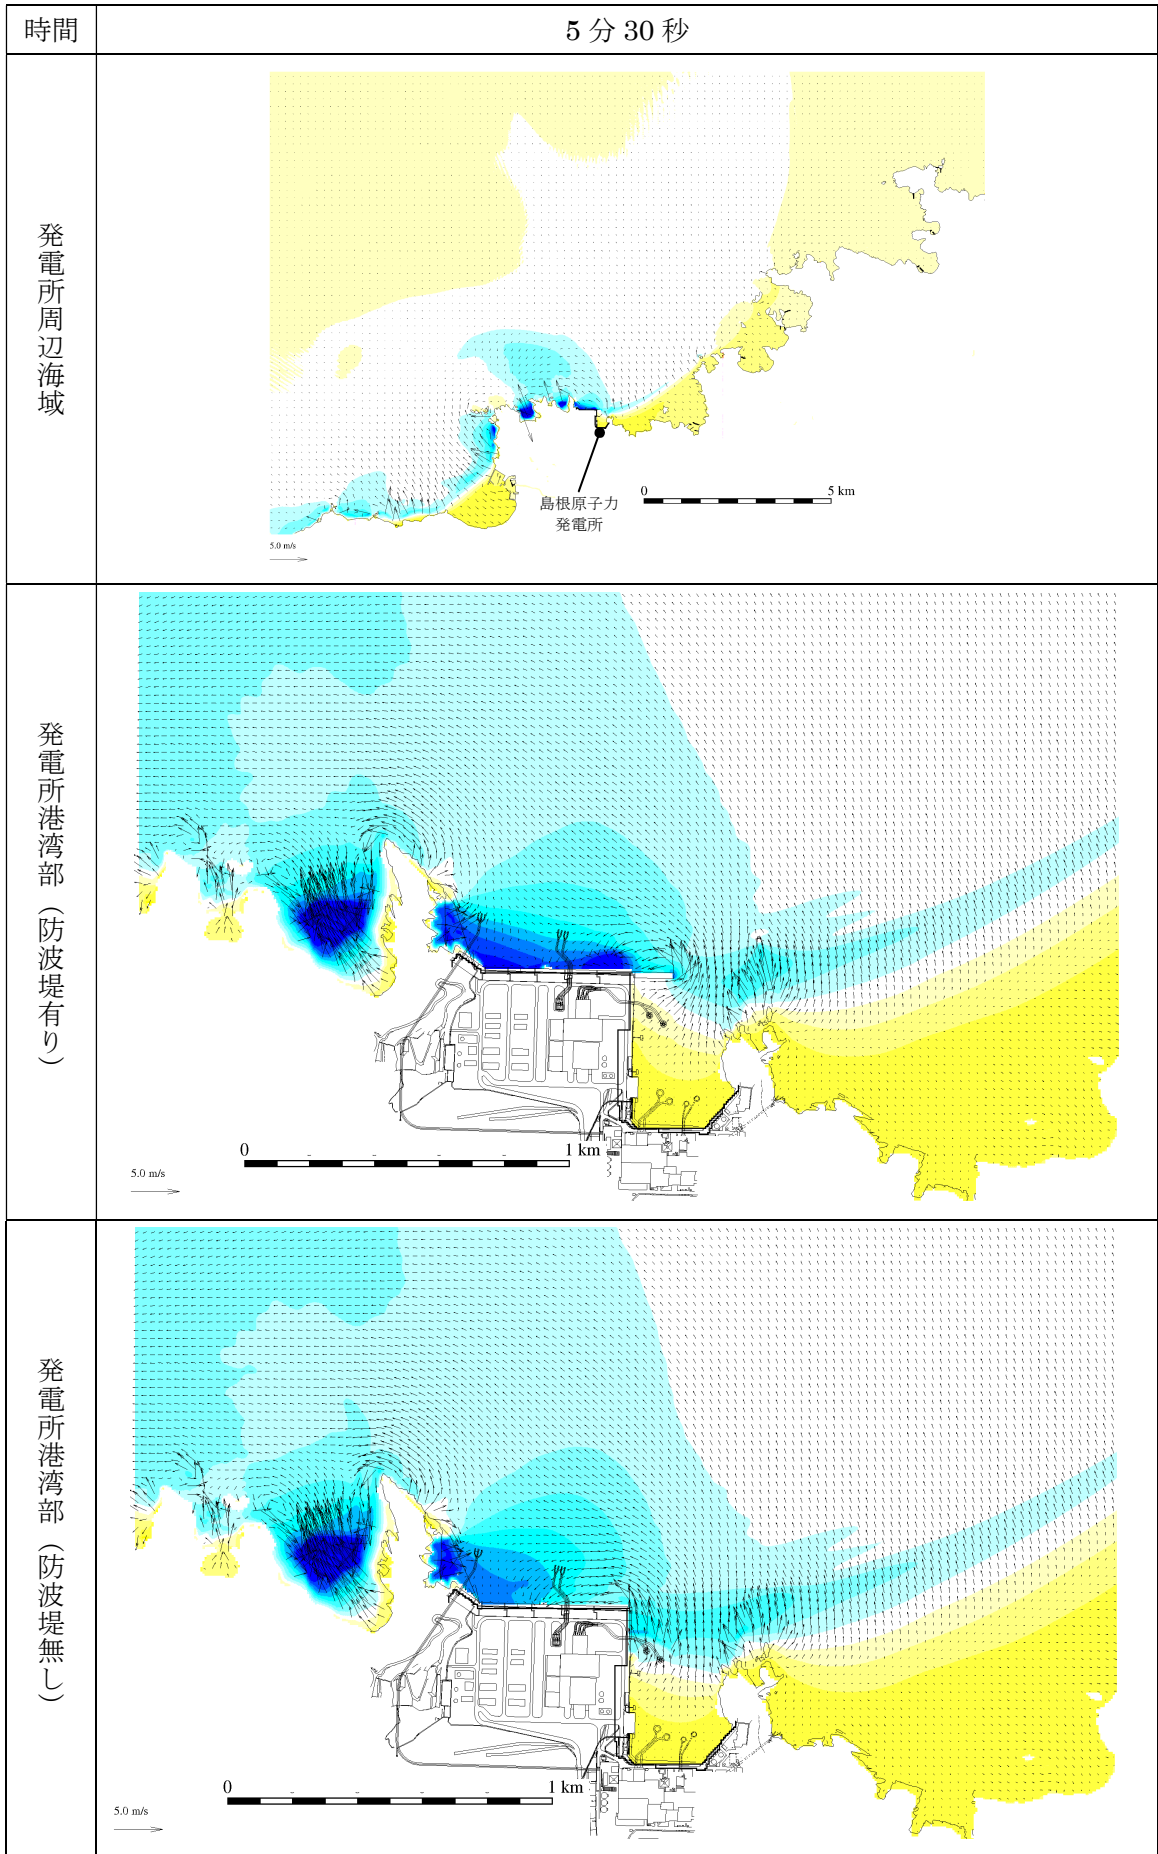 時間
5 分 30 秒
発電所周辺海域
島根原子力
発電所
0 5 km
5.0 m/s
発電所港湾部（防波堤有り）
0 1 km
5.0 m/s
発電所港湾部（防波堤無し）
0 1 km
5.0 m/s